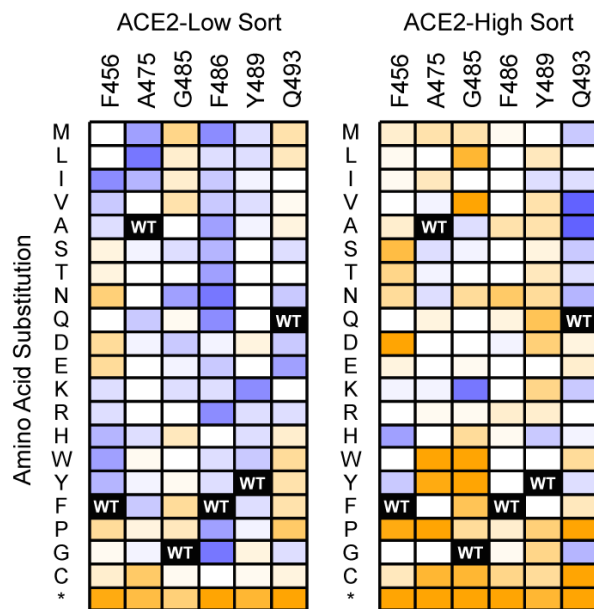 ACE2-Low Sort ACE2-High Sort
F456 A475 G485 F486 Y489 Q493 F456 A475 G485 F486 Y489 Q493
Amino Acid Substitution
M M
L L
I I
V V
A WT A WT
S S
T T
N N
Q WT Q WT
D D
E E
K K
R R
H H
W W
Y WT Y WT
F WT WT F WT WT
P P
G WT G WT
C C
* *